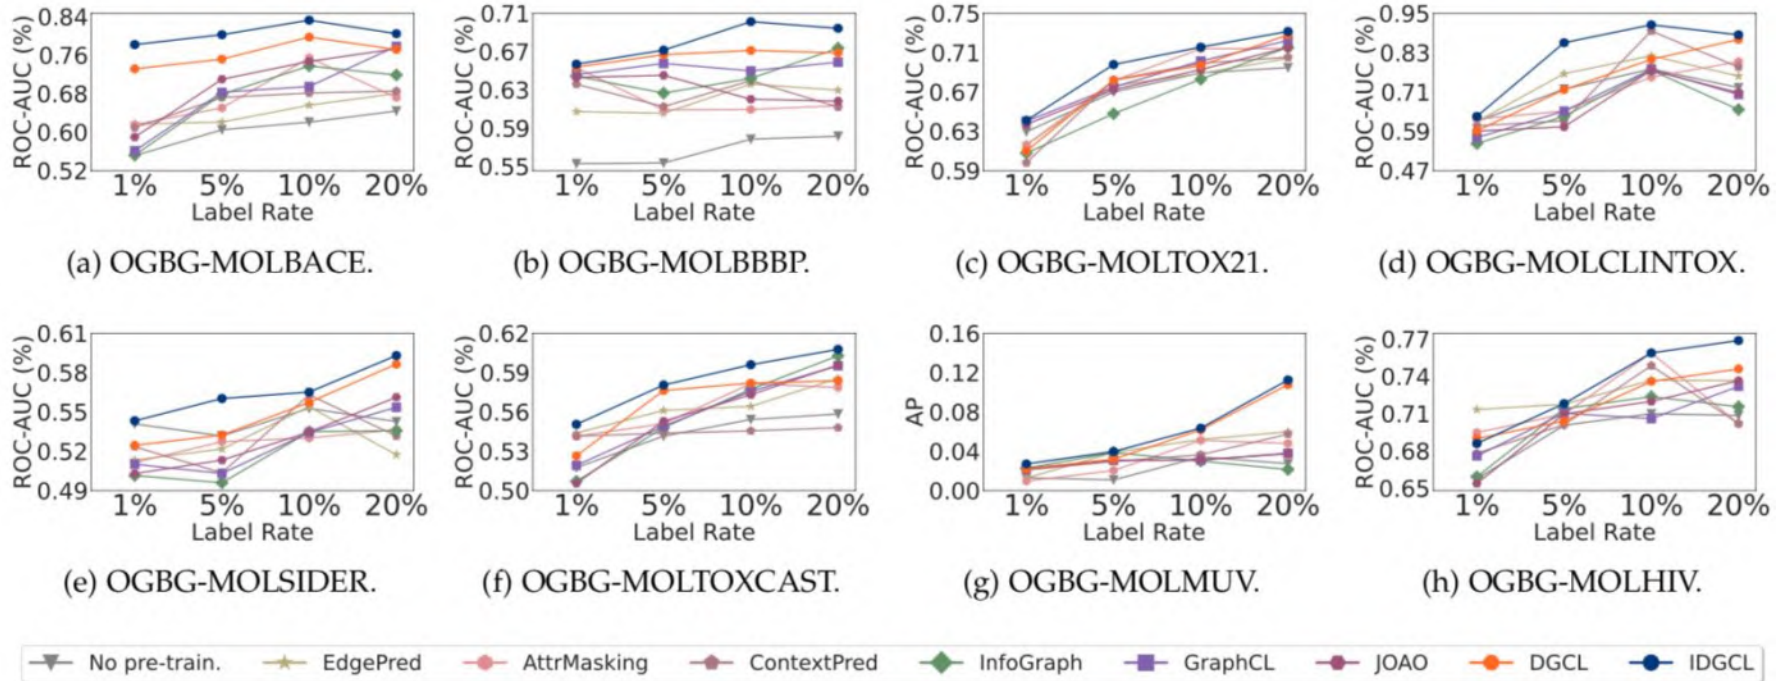 ROC-AUC (%)
0.84
0.76
0.68
0.60
0.52
1% 5% 10% 20%
Label Rate
(a) OGBG-MOLBACE.
ROC-AUC (%)
0.71
0.67
0.63
0.59
0.55
1% 5% 10% 20%
Label Rate
(b) OGBG-MOLBBBP.
ROC-AUC (%)
0.75
0.71
0.67
0.63
0.59
1% 5% 10% 20%
Label Rate
(c) OGBG-MOLTOX21.
ROC-AUC (%)
0.95
0.83
0.71
0.59
0.47
1% 5% 10% 20%
Label Rate
(d) OGBG-MOLCLINTOX.
ROC-AUC (%)
0.61
0.58
0.55
0.52
0.49
1% 5% 10% 20%
Label Rate
(e) OGBG-MOLSIDER.
ROC-AUC (%)
0.62
0.59
0.56
0.53
0.50
1% 5% 10% 20%
Label Rate
(f) OGBG-MOLTOXCAST.
AP
0.16
0.12
0.08
0.04
0.00
1% 5% 10% 20%
Label Rate
(g) OGBG-MOLMUV.
ROC-AUC (%)
0.77
0.74
0.71
0.68
0.65
1% 5% 10% 20%
Label Rate
(h) OGBG-MOLHIV.
No pre-train. EdgePred AttrMasking ContextPred InfoGraph GraphCL JOAO DGCL IDGCL